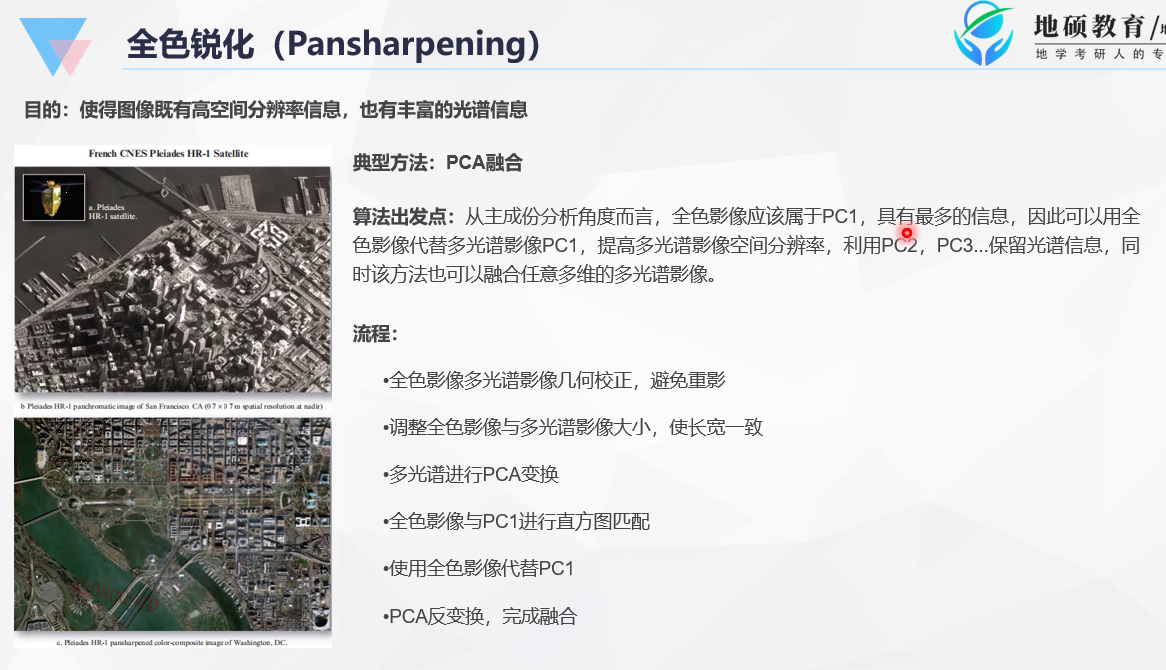 全色锐化（Pansharpening）
地硕教育/
地学考研人的专
目的：使得图像既有高空间分辨率信息，也有丰富的光谱信息
French CNES Pleiades HR-1 Satellite
a. Pleiades
HR-1 satellite.
b Pleiades HR-1 panchromatic image of San Francisco, CA (0.7 × 0.7 m spatial resolution at nadir)
c. Pleiades HR-1 pansharpened color-composite image of Washington, DC.
典型方法：PCA融合
算法出发点：从主成份分析角度而言，全色影像应该属于PC1，具有最多的信息，因此可以用全
色影像代替多光谱影像PC1，提高多光谱影像空间分辨率，利用PC2，PC3...保留光谱信息，同
时该方法也可以融合任意多维的多光谱影像。
流程：
•全色影像多光谱影像几何校正，避免重影
•调整全色影像与多光谱影像大小，使长宽一致
•多光谱进行PCA变换
•全色影像与PC1进行直方图匹配
•使用全色影像代替PC1
•PCA反变换，完成融合